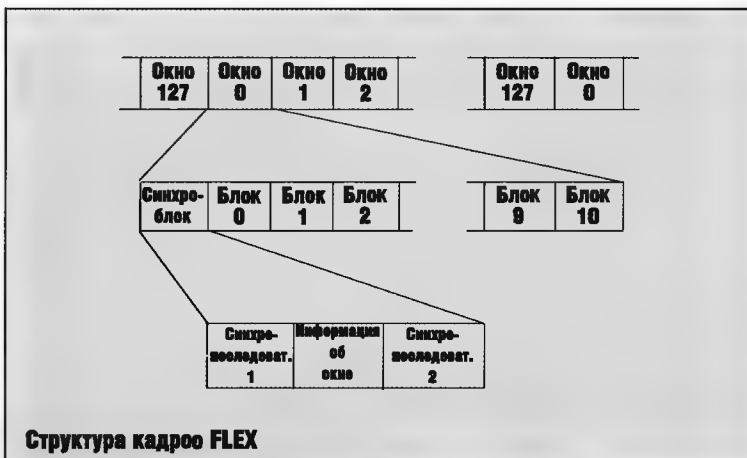 Окно Окно Окно Окно Окно Окно
127 0 1 2 127 0
Синхро- Блок Блок Блок Блок Блок
блок 0 1 2 9 10
Синхро- Информация Синхро-
последоват. об последоват.
1 окне 2
Структура кадров FLEX